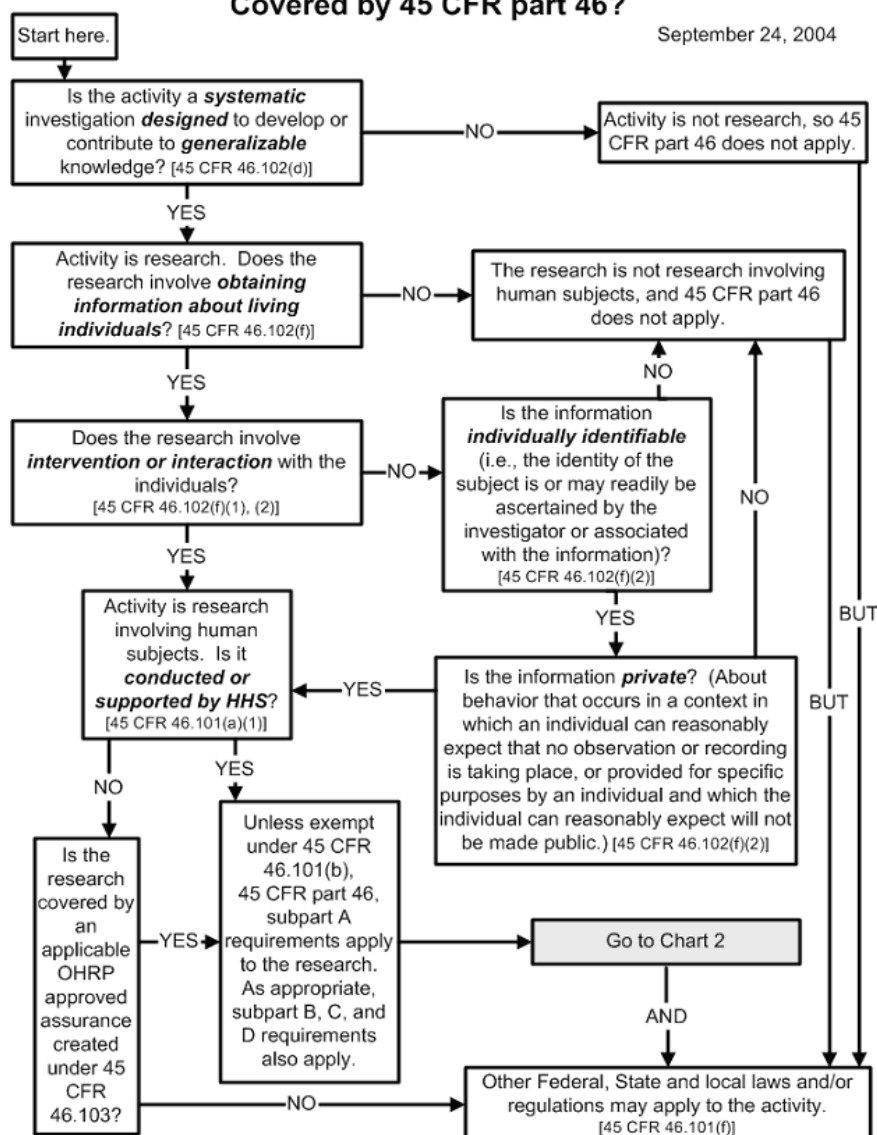 Covered by 45 CFR part 46?
September 24, 2004
Start here.
Is the activity a systematic
investigation designed to develop or
contribute to generalizable
knowledge? [45 CFR 46.102(d)]
NO
Activity is not research, so 45
CFR part 46 does not apply.
YES
Activity is research. Does the
research involve obtaining
information about living
individuals? [45 CFR 46.102(f)]
NO
The research is not research involving
human subjects, and 45 CFR part 46
does not apply.
YES
NO
Does the research involve
intervention or interaction with the
individuals?
[45 CFR 46.102(f)(1), (2)]
NO
Is the information
individually identifiable
(i.e., the identity of the
subject is or may readily be
ascertained by the
investigator or associated
with the information)?
[45 CFR 46.102(f)(2)]
NO
YES
YES
BUT
Activity is research
involving human
subjects. Is it
conducted or
supported by HHS?
[45 CFR 46.101(a)(1)]
YES
Is the information private? (About
behavior that occurs in a context in
which an individual can reasonably
expect that no observation or recording
is taking place, or provided for specific
purposes by an individual and which the
individual can reasonably expect will not
be made public.) [45 CFR 46.102(f)(2)]
BUT
NO
YES
Is the
research
covered by
an
applicable
OHRP
approved
assurance
created
under 45
CFR
46.103?
YES
Unless exempt
under 45 CFR
46.101(b),
45 CFR part 46,
subpart A
requirements apply
to the research.
As appropriate,
subpart B, C, and
D requirements
also apply.
Go to Chart 2
AND
NO
Other Federal, State and local laws and/or
regulations may apply to the activity.
[45 CFR 46.101(f)]